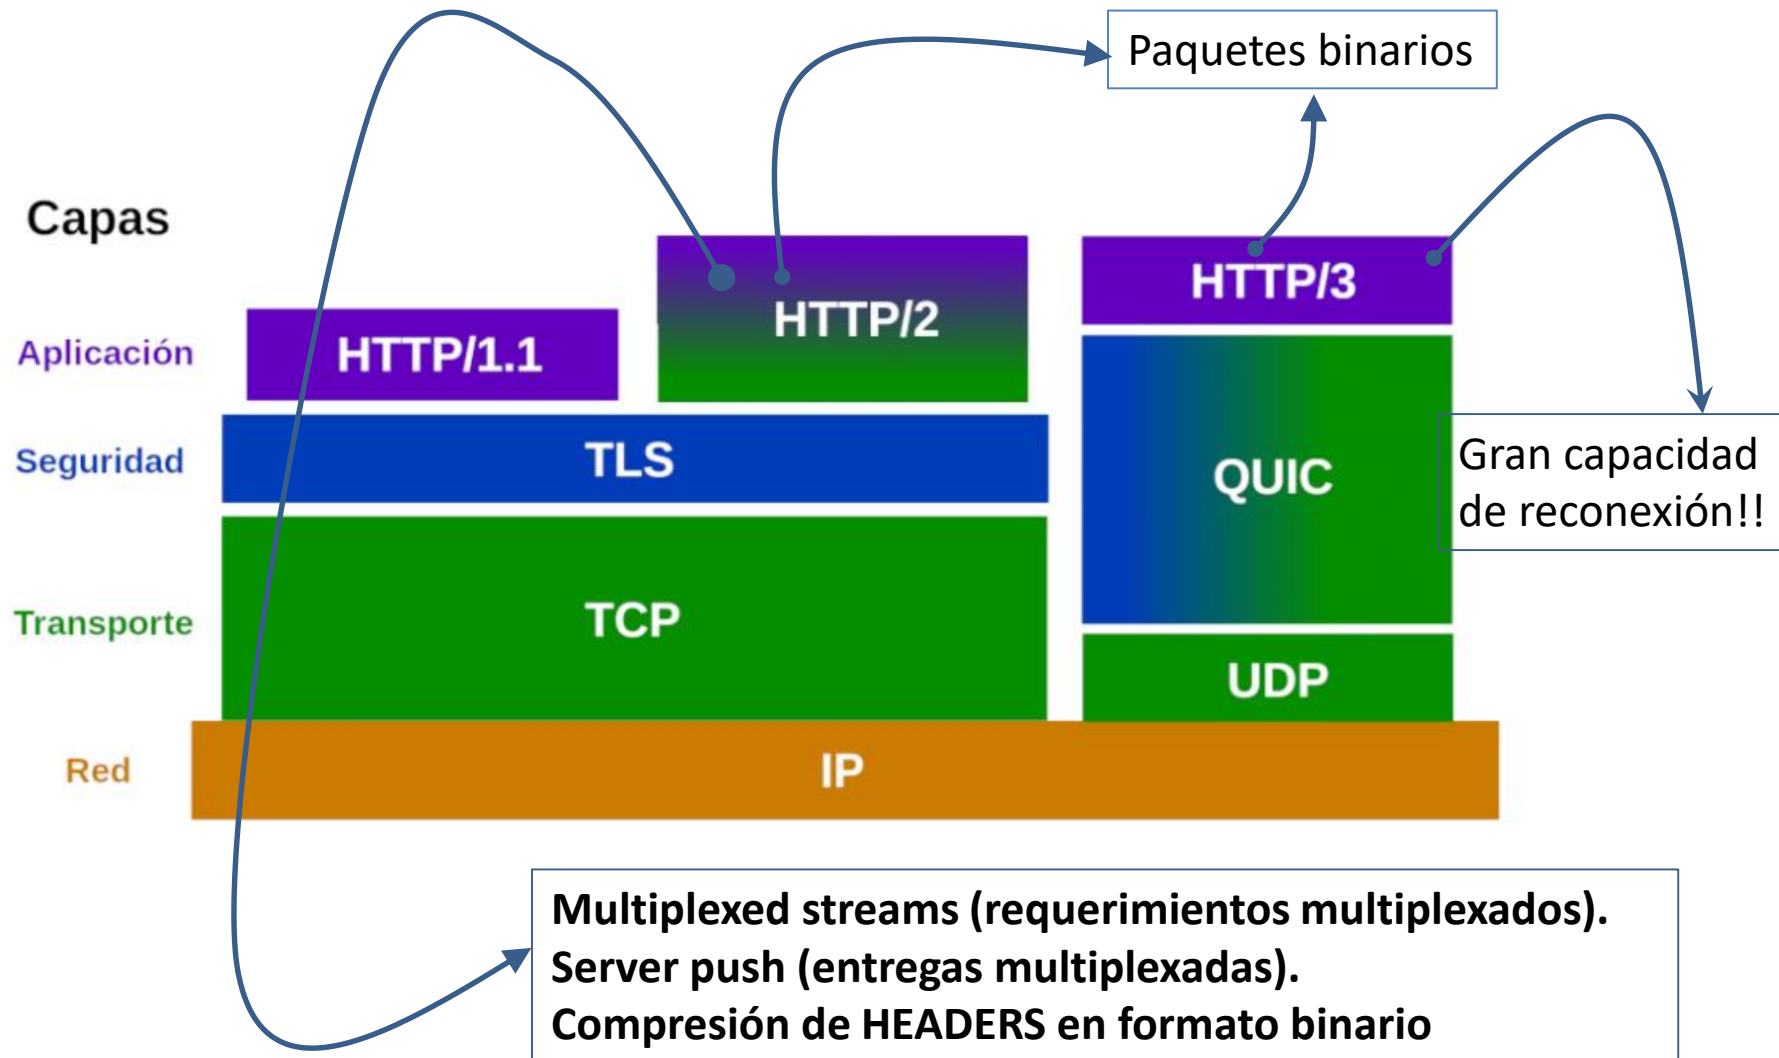 Paquetes binarios
Capas
HTTP/3
HTTP/2
Aplicación
HTTP/1.1
Gran capacidad
de reconexión!!
Seguridad
TLS
QUIC
Transporte
TCP
UDP
Red
IP
Multiplexed streams (requerimientos multiplexados).
Server push (entregas multiplexadas).
Compresión de HEADERS en formato binario